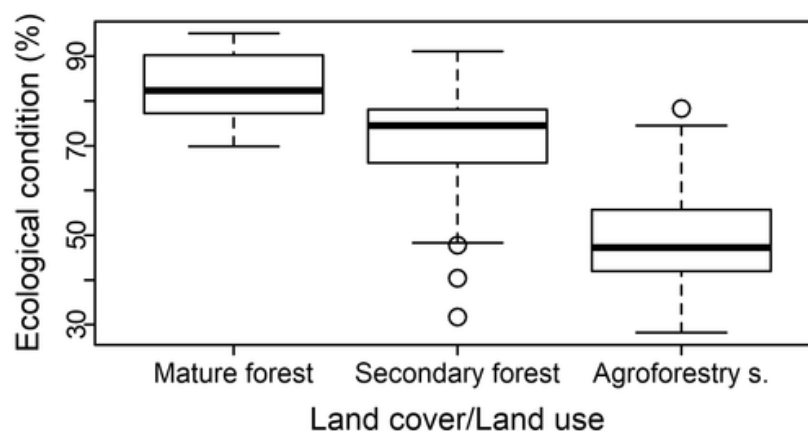 Ecological condition (%)
90
70
50
30
Mature forest Secondary forest Agroforestry s.
Land cover/Land use